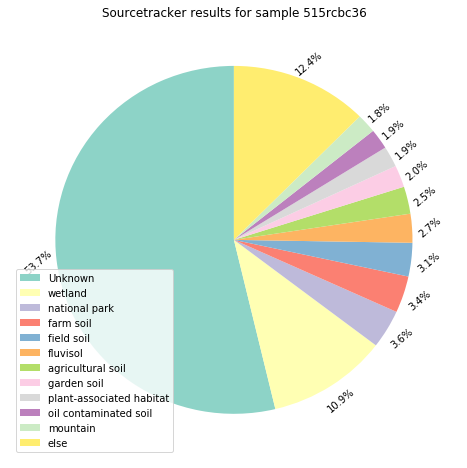 Sourcetracker results for sample 515rcbc36
12.4%
1.8%
1.9%
1.9%
2.0%
2.5%
2.7%
3.1%
3.4%
3.6%
10.9%
53.7%
Unknown
wetland
national park
farm soil
field soil
fluvisol
agricultural soil
garden soil
plant-associated habitat
oil contaminated soil
mountain
else